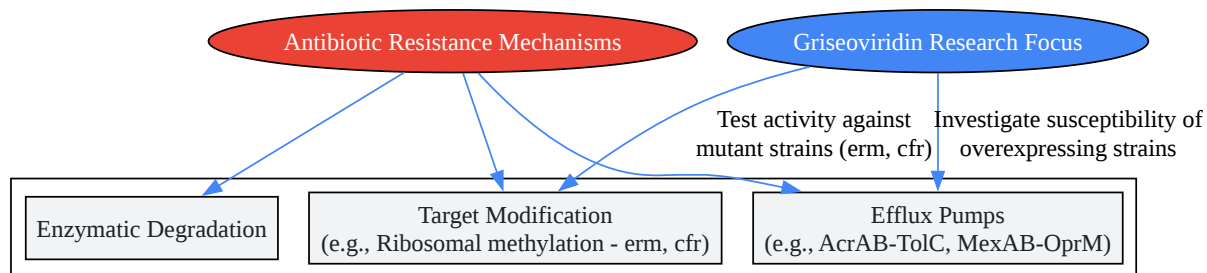 Antibiotic Resistance Mechanisms
Griseoviridin Research Focus
Test activity against
mutant strains (erm, cfr)
Investigate susceptibility of
overexpressing strains
Enzymatic Degradation
Target Modification
(e.g., Ribosomal methylation - erm, cfr)
Efflux Pumps
(e.g., AcrAB-TolC, MexAB-OprM)